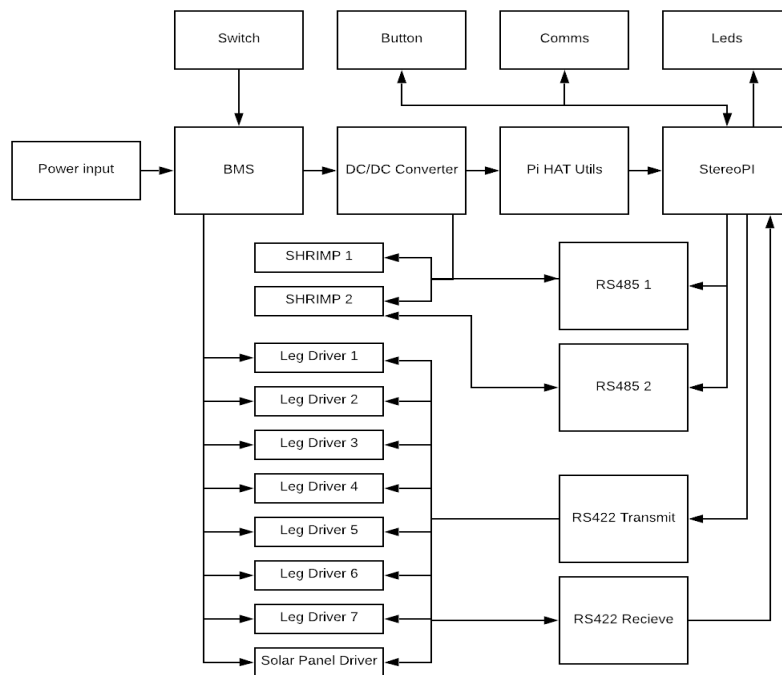 Switch
Button
Comms
Leds
Power input
BMS
DC/DC Converter
Pi HAT Utils
StereoPI
SHRIMP 1
SHRIMP 2
RS485 1
Leg Driver 1
Leg Driver 2
RS485 2
Leg Driver 3
Leg Driver 4
Leg Driver 5
RS422 Transmit
Leg Driver 6
Leg Driver 7
RS422 Recieve
Solar Panel Driver